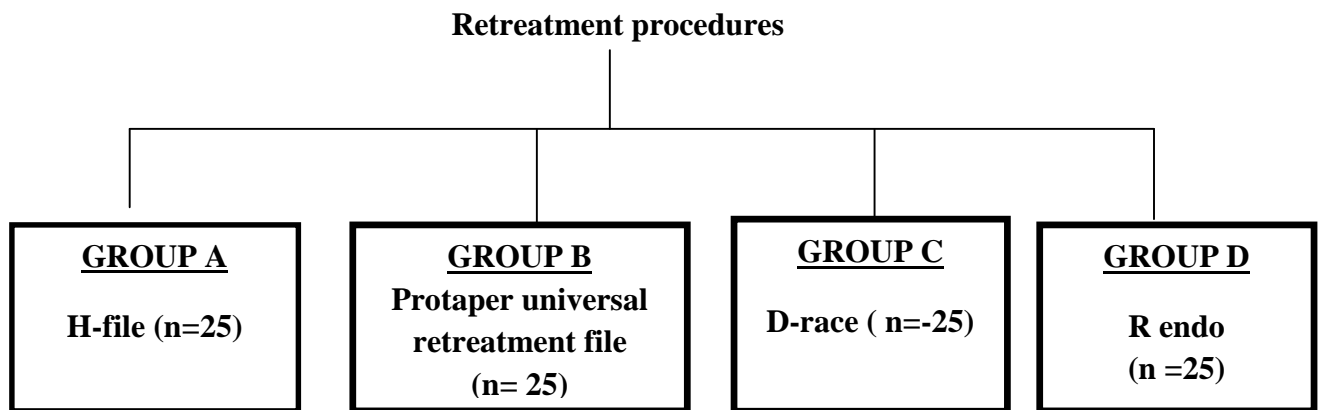 Retreatment procedures
GROUP A
H-file (n=25)
GROUP B
Protaper universal
retreatment file
(n= 25)
GROUP C
D-race ( n=-25)
GROUP D
R endo
(n =25)